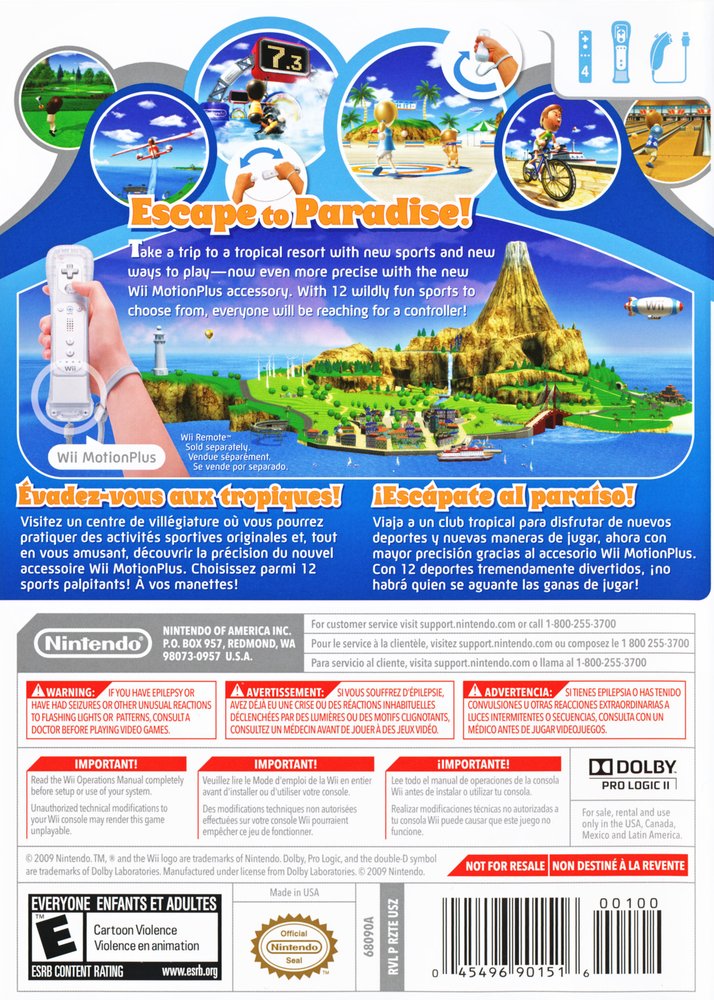 7.3
4
Escape to Paradise!
Take a trip to a tropical resort with new sports and new
ways to play—now even more precise with the new
Wii MotionPlus accessory. With 12 wildly fun sports to
choose from, everyone will be reaching for a controller!
Wii
Wii
Wii MotionPlus
Wii Remote™
Sold separately.
Vendue séparément.
Se vende por separado.
Évadez-vous aux tropiques!
Visitez un centre de villégiature où vous pourrez
pratiquer des activités sportives originales et, tout
en vous amusant, découvrir la précision du nouvel
accessoire Wii MotionPlus. Choisissez parmi 12
sports palpitants! À vos manettes!
¡Escápate al paraíso!
Viaja a un club tropical para disfrutar de nuevos
deportes y nuevas maneras de jugar, ahora con
mayor precisión gracias al accesorio Wii MotionPlus.
Con 12 deportes tremendamente divertidos, ¡no
habrá quien se aguante las ganas de jugar!
Nintendo®
NINTENDO OF AMERICA INC.
P.O. BOX 957, REDMOND, WA
98073-0957 U.S.A.
For customer service visit support.nintendo.com or call 1-800-255-3700
Pour le service à la clientèle, visitez support.nintendo.com ou composez le 1 800 255-3700
Para servicio al cliente, visita support.nintendo.com o llama al 1-800-255-3700
WARNING: IF YOU HAVE EPILEPSY OR
HAVE HAD SEIZURES OR OTHER UNUSUAL REACTIONS
TO FLASHING LIGHTS OR PATTERNS, CONSULT A
DOCTOR BEFORE PLAYING VIDEO GAMES.
AVERTISSEMENT: SI VOUS SOUFFREZ D'ÉPILEPSIE,
AVEZ DÉJÀ EU UNE CRISE OU DES RÉACTIONS INHABITUELLES
DÉCLENCHÉES PAR DES LUMIÈRES OU DES MOTIFS CLIGNOTANTS,
CONSULTEZ UN MÉDECIN AVANT DE JOUER À DES JEUX VIDÉO.
ADVERTENCIA: SI TIENES EPILEPSIA O HAS TENIDO
CONVULSIONES U OTRAS REACCIONES EXTRAORDINARIAS A
LUCES INTERMITENTES O SECUENCIAS, CONSULTA CON UN
MÉDICO ANTES DE JUGAR VIDEOJUEGOS.
IMPORTANT!
Read the Wii Operations Manual completely
before setup or use of your system.
Unauthorized technical modifications to
your Wii console may render this game
unplayable.
IMPORTANT!
Veuillez lire le Mode d'emploi de la Wii en entier
avant d'installer ou d'utiliser votre console.
Des modifications techniques non autorisées
effectuées sur votre console Wii pourraient
empêcher ce jeu de fonctionner.
¡IMPORTANTE!
Lee todo el manual de operaciones de la consola
Wii antes de instalar o utilizar tu consola.
Realizar modificaciones técnicas no autorizadas a
tu consola Wii puede causar que este juego no
funcione.
DOLBY
PRO LOGIC II
For sale, rental and use
only in the USA, Canada,
Mexico and Latin America.
© 2009 Nintendo. TM, ® and the Wii logo are trademarks of Nintendo. Dolby, Pro Logic, and the double-D symbol
are trademarks of Dolby Laboratories. Manufactured under license from Dolby Laboratories. © 2009 Nintendo.
NOT FOR RESALE
NON DESTINÉ À LA REVENTE
EVERYONE ENFANTS ET ADULTES
E
Cartoon Violence
Violence en animation
ESRB CONTENT RATING www.esrb.org
Made in USA
Official
Nintendo
Seal
68090A
RVL P RZTE USZ
00100
0 45496 90151 6